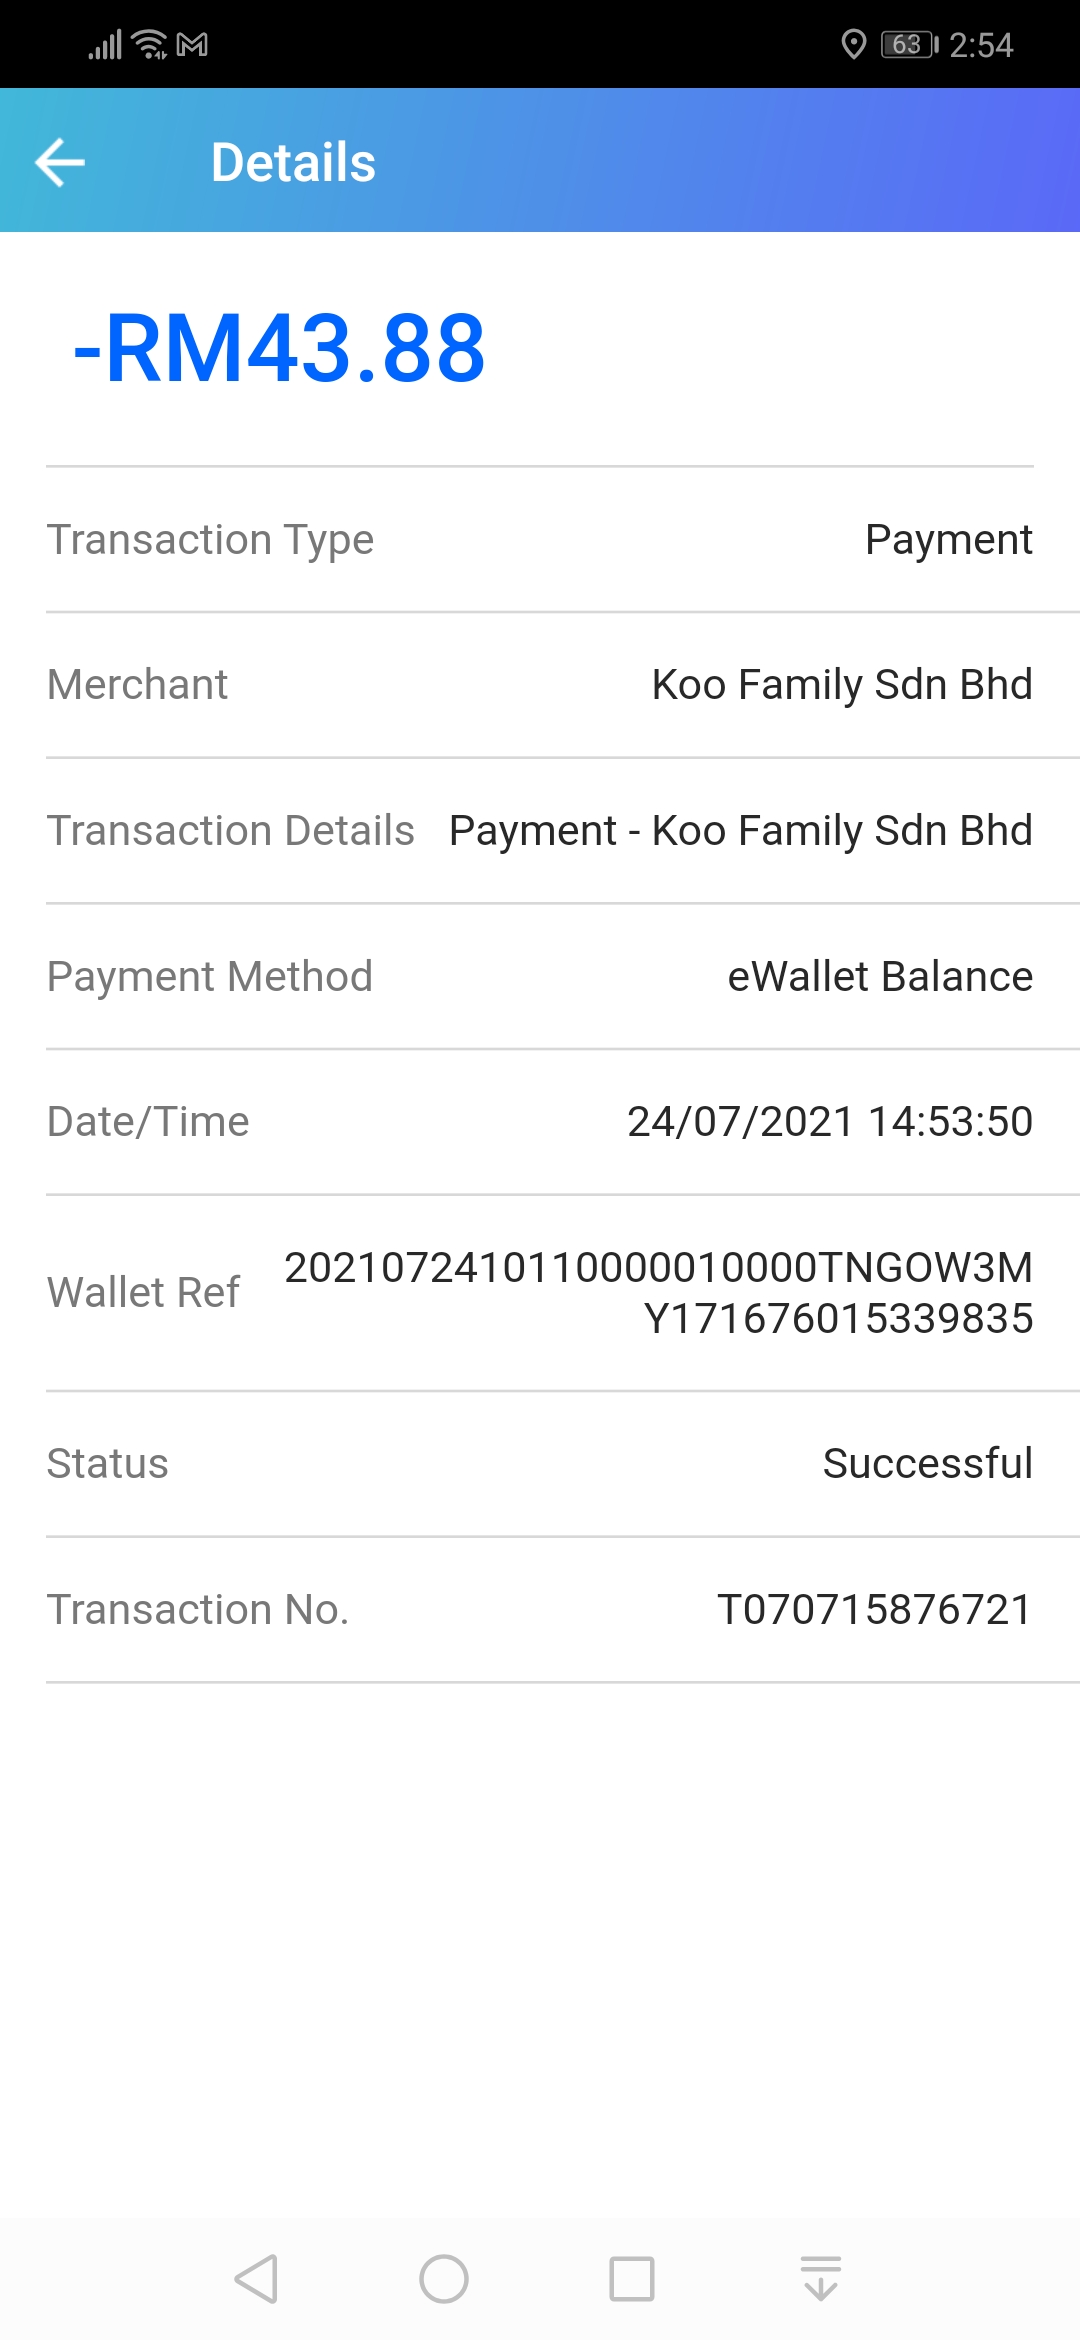 63 2:54
Details
-RM43.88
Transaction Type Payment
Merchant Koo Family Sdn Bhd
Transaction Details Payment - Koo Family Sdn Bhd
Payment Method eWallet Balance
Date/Time 24/07/2021 14:53:50
Wallet Ref 20210724101110000010000TNGOW3M
Y171676015339835
Status Successful
Transaction No. T070715876721